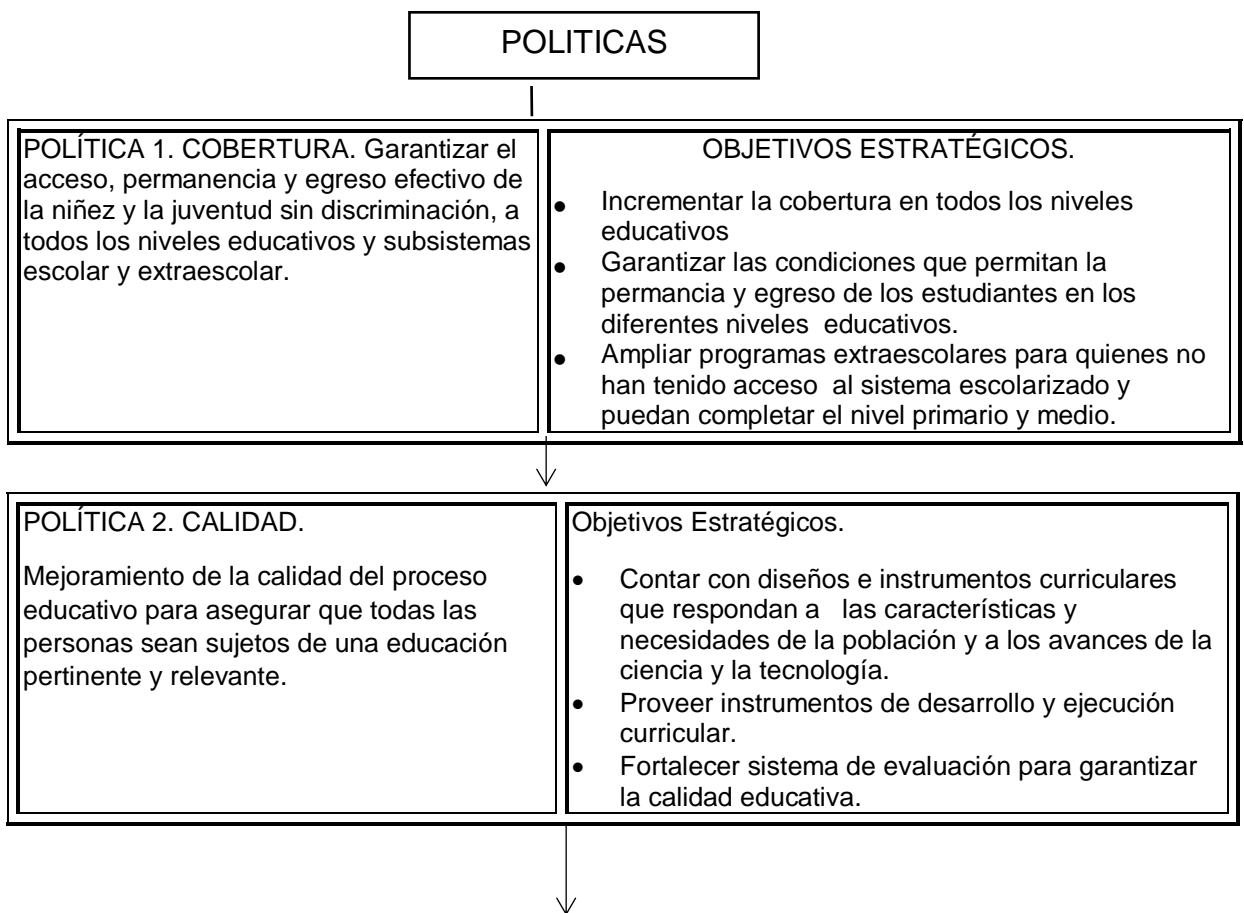 POLITICAS
POLÍTICA 1. COBERTURA. Garantizar el
acceso, permanencia y egreso efectivo de
la niñez y la juventud sin discriminación, a
todos los niveles educativos y subsistemas
escolar y extraescolar.
OBJETIVOS ESTRATÉGICOS.
• Incrementar la cobertura en todos los niveles
educativos
• Garantizar las condiciones que permitan la
permancia y egreso de los estudiantes en los
diferentes niveles educativos.
• Ampliar programas extraescolares para quienes no
han tenido acceso al sistema escolarizado y
puedan completar el nivel primario y medio.
POLÍTICA 2. CALIDAD.
Mejoramiento de la calidad del proceso
educativo para asegurar que todas las
personas sean sujetos de una educación
pertinente y relevante.
Objetivos Estratégicos.
• Contar con diseños e instrumentos curriculares
que respondan a las características y
necesidades de la población y a los avances de la
ciencia y la tecnología.
• Proveer instrumentos de desarrollo y ejecución
curricular.
• Fortalecer sistema de evaluación para garantizar
la calidad educativa.